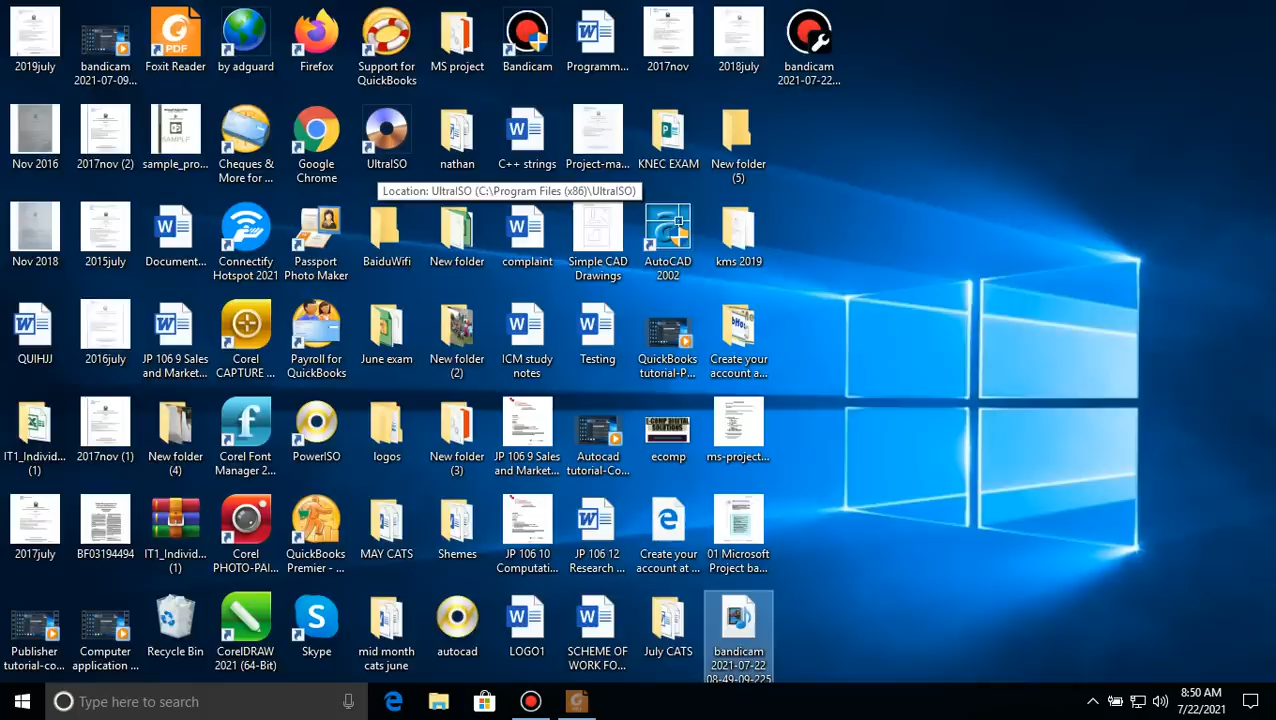 2019july
bandicam
2021-07-09...
Foxit Reader
Firefox
Support for
QuickBooks
MS project
Bandicam
Programm...
2017nov
2018july
bandicam
2021-07-22...
Nov 2016
2017nov (2)
sample_pro...
Cheques &
More for ...
Google
Chrome
UltraISO
nathan
C++ strings
Project-ma...
KNEC EXAM
New folder
(5)
Location: UltraISO (C:\Program Files (x86)\UltraISO)
Nov 2018
2015july
Document...
Connectify
Hotspot 2021
Passport
Photo Maker
BaiduWifi
New folder
complaint
Simple CAD
Drawings
AutoCAD
2002
kms 2019
QUIHJJ
2016july
JP 106 9 Sales
and Market...
Corel
CAPTURE ...
Payroll for
QuickBooks
June exam
New folder
(2)
ICM study
notes
Testing
QuickBooks
tutorial-P...
Create your
account a...
IT1_Individ...
(1)
2017nov (1)
New folder
(4)
Corel Font
Manager 2...
PowerISO
logos
New folder
(3)
JP 106 9 Sales
and Market...
Autocad
tutorial-Co...
ecomp
ms-project...
2017july
BF03194494
IT1_Individ...
(1)
Corel
PHOTO-PAI...
QuickBooks
Premier - ...
MAY CATS
Shemes
JP 106 10
Computati...
JP 106 12
Research ...
Create your
account at ...
01 Microsoft
Project ba...
Publisher
tutorial-co...
Computer
application ...
Recycle Bin
CorelDRAW
2021 (64-Bit)
Skype
mid month
cats june
autocad
LOGO1
SCHEME OF
WORK FO...
July CATS
bandicam
2021-07-22
08-49-09-225
Type here to search
8:50 AM
7/22/2021